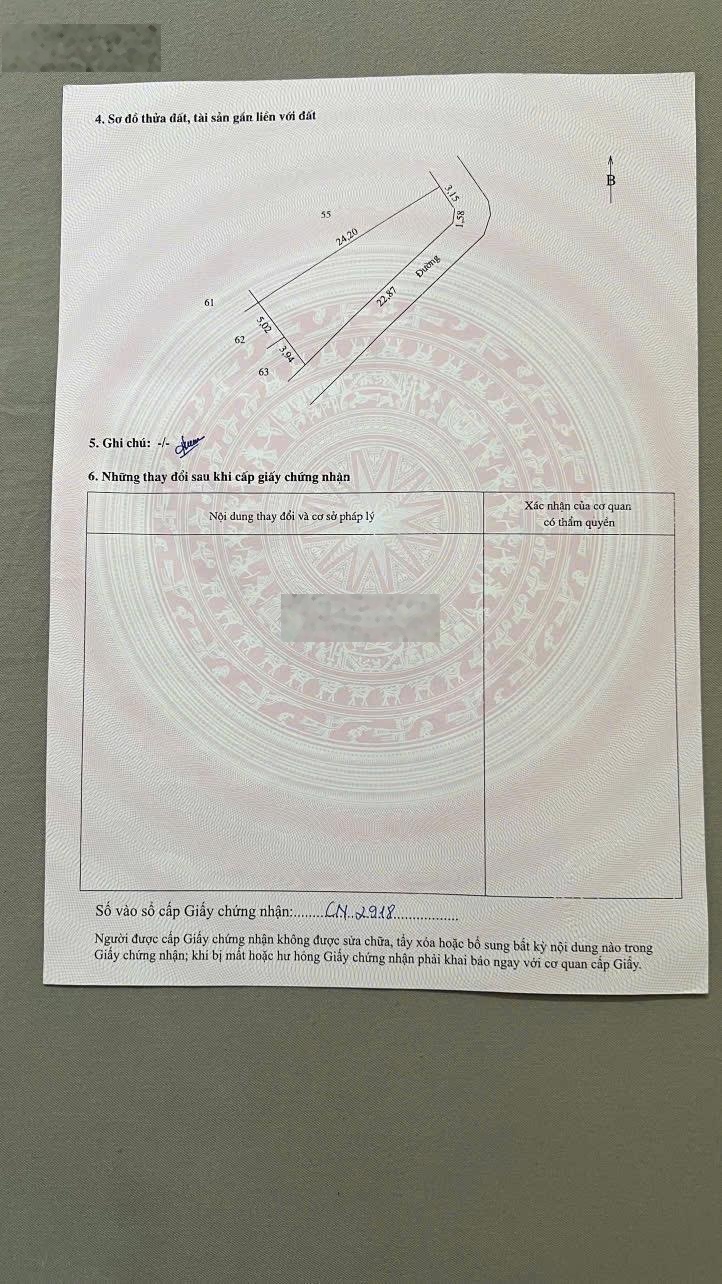 4. Sơ đồ thửa đất, tài sản gắn liền với đất
B
3,15
55
1,58
24,20
Đường
22,87
61
5,02
62
3,94
63
5. Ghi chú: -/-
6. Những thay đổi sau khi cấp giấy chứng nhận
Nội dung thay đổi và cơ sở pháp lý
Xác nhận của cơ quan
có thẩm quyền
Số vào sổ cấp Giấy chứng nhận:........CN..2918.................
Người được cấp Giấy chứng nhận không được sửa chữa, tẩy xóa hoặc bổ sung bất kỳ nội dung nào trong
Giấy chứng nhận; khi bị mất hoặc hư hỏng Giấy chứng nhận phải khai báo ngay với cơ quan cấp Giấy.